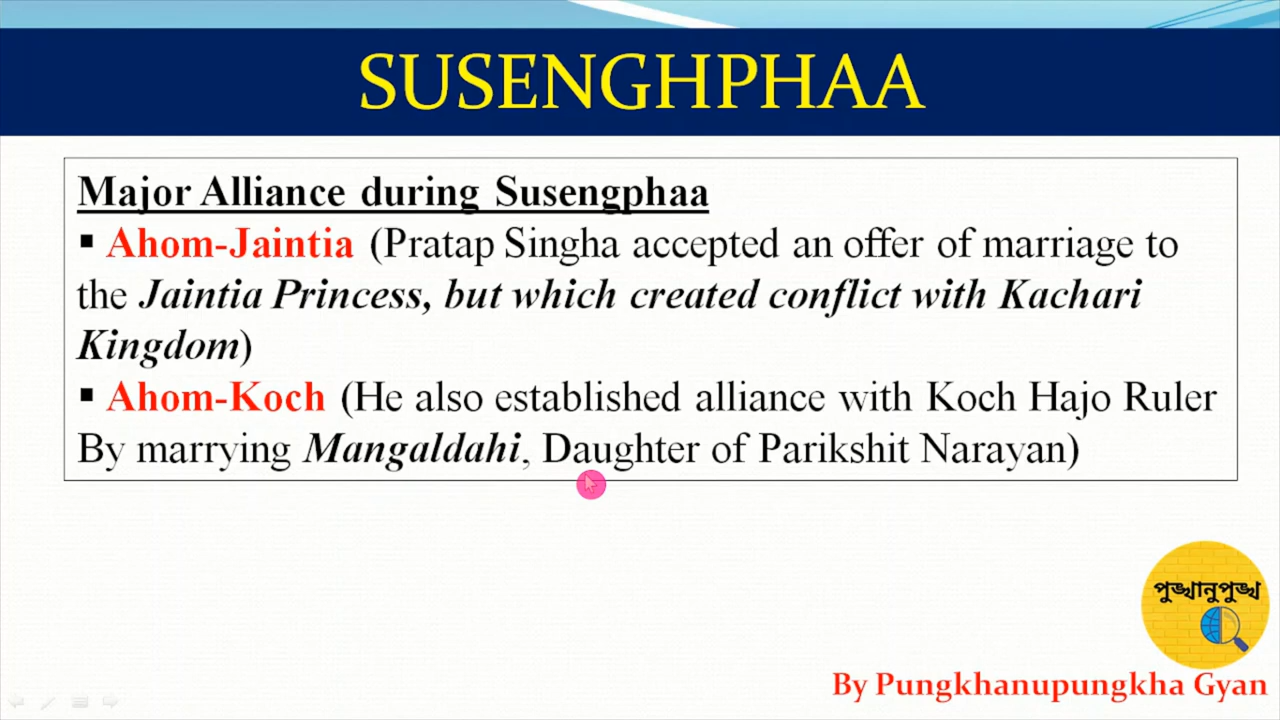 SUSENGHPHAA
Major Alliance during Susengphaa
▪ Ahom-Jaintia (Pratap Singha accepted an offer of marriage to
the Jaintia Princess, but which created conflict with Kachari
Kingdom)
▪ Ahom-Koch (He also established alliance with Koch Hajo Ruler
By marrying Mangaldahi, Daughter of Parikshit Narayan)
পুঙ্খানুপুঙ্খ
By Pungkhanupungkha Gyan